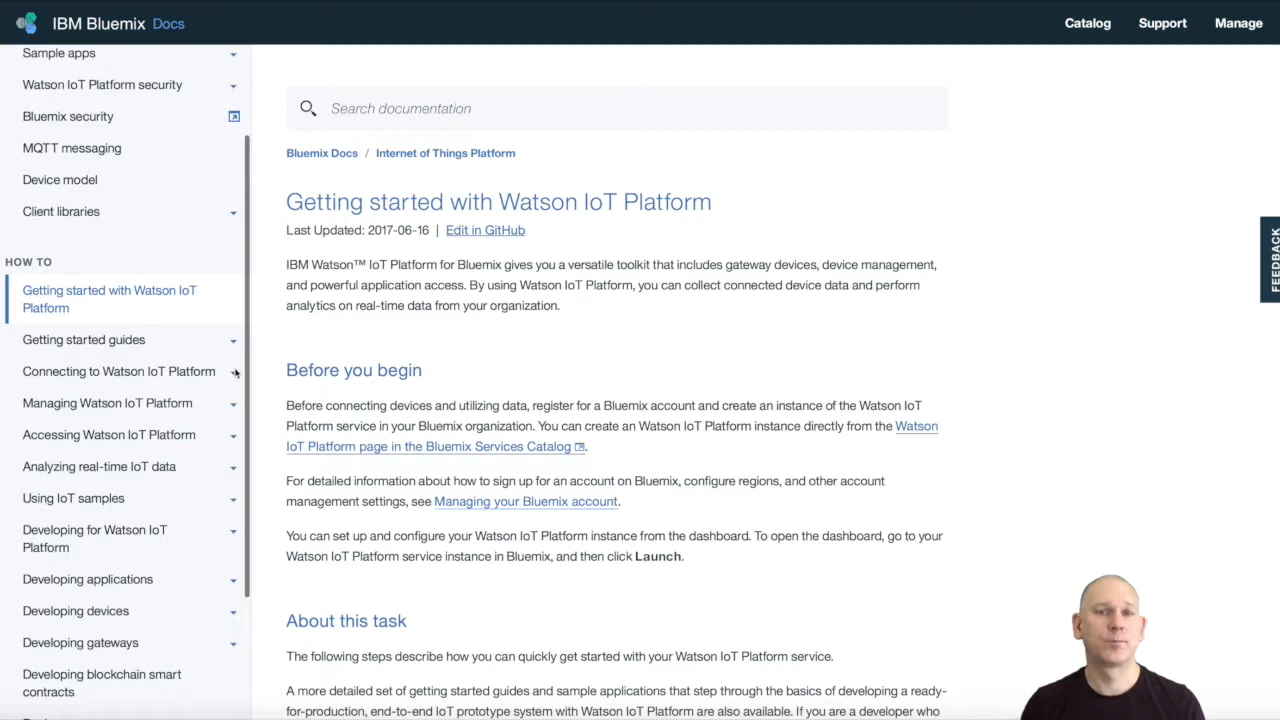 IBM Bluemix Docs
Catalog
Support
Manage
Sample apps
Watson IoT Platform security
Bluemix security
MQTT messaging
Device model
Client libraries
HOW TO
Getting started with Watson IoT
Platform
Getting started guides
Connecting to Watson IoT Platform
Managing Watson IoT Platform
Accessing Watson IoT Platform
Analyzing real-time IoT data
Using IoT samples
Developing for Watson IoT
Platform
Developing applications
Developing devices
Developing gateways
Developing blockchain smart
contracts
Search documentation
Bluemix Docs / Internet of Things Platform
Getting started with Watson IoT Platform
Last Updated: 2017-06-16 | Edit in GitHub
IBM Watson™ IoT Platform for Bluemix gives you a versatile toolkit that includes gateway devices, device management,
and powerful application access. By using Watson IoT Platform, you can collect connected device data and perform
analytics on real-time data from your organization.
Before you begin
Before connecting devices and utilizing data, register for a Bluemix account and create an instance of the Watson IoT
Platform service in your Bluemix organization. You can create an Watson IoT Platform instance directly from the Watson
IoT Platform page in the Bluemix Services Catalog.
For detailed information about how to sign up for an account on Bluemix, configure regions, and other account
management settings, see Managing your Bluemix account.
You can set up and configure your Watson IoT Platform instance from the dashboard. To open the dashboard, go to your
Watson IoT Platform service instance in Bluemix, and then click Launch.
About this task
The following steps describe how you can quickly get started with your Watson IoT Platform service.
A more detailed set of getting started guides and sample applications that step through the basics of developing a ready-
for-production, end-to-end IoT prototype system with Watson IoT Platform are also available. If you are a developer who
FEEDBACK